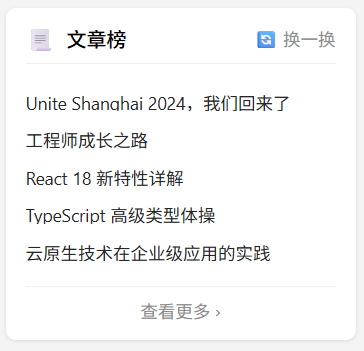 文章榜
换一换
Unite Shanghai 2024，我们回来了
工程师成长之路
React 18 新特性详解
TypeScript 高级类型体操
云原生技术在企业级应用的实践
查看更多 ›